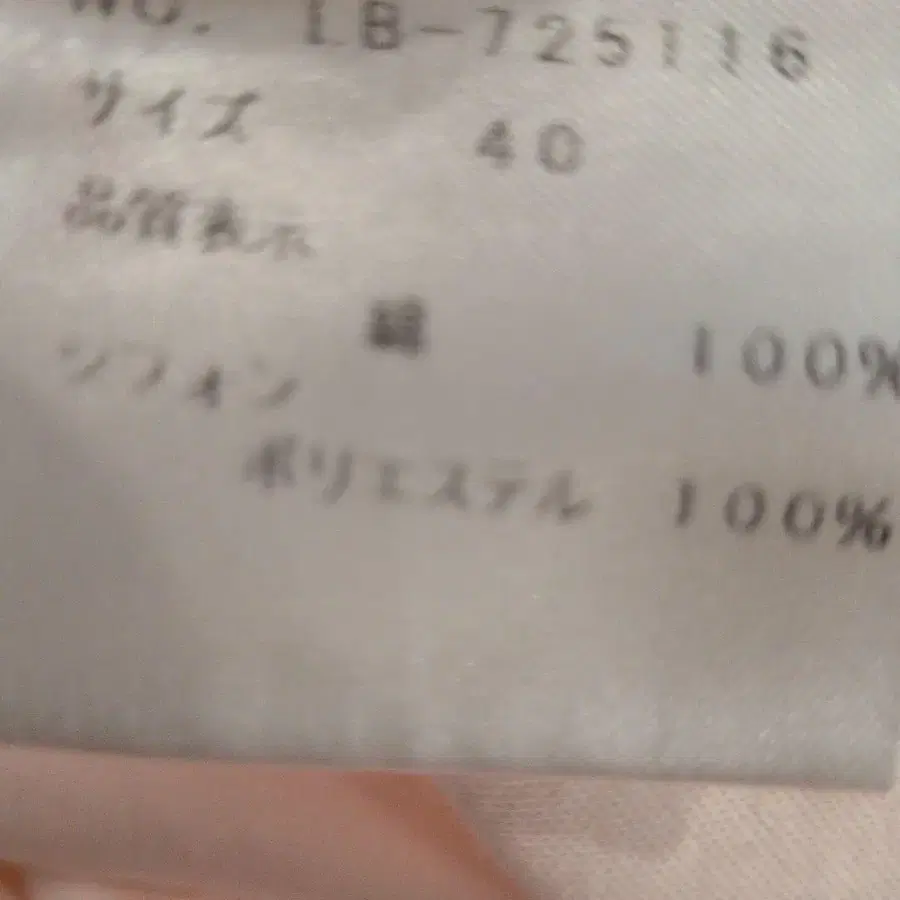 NO. LB-725116
サイズ 40
品質表示
綿 100%
シフォン
ポリエステル 100%